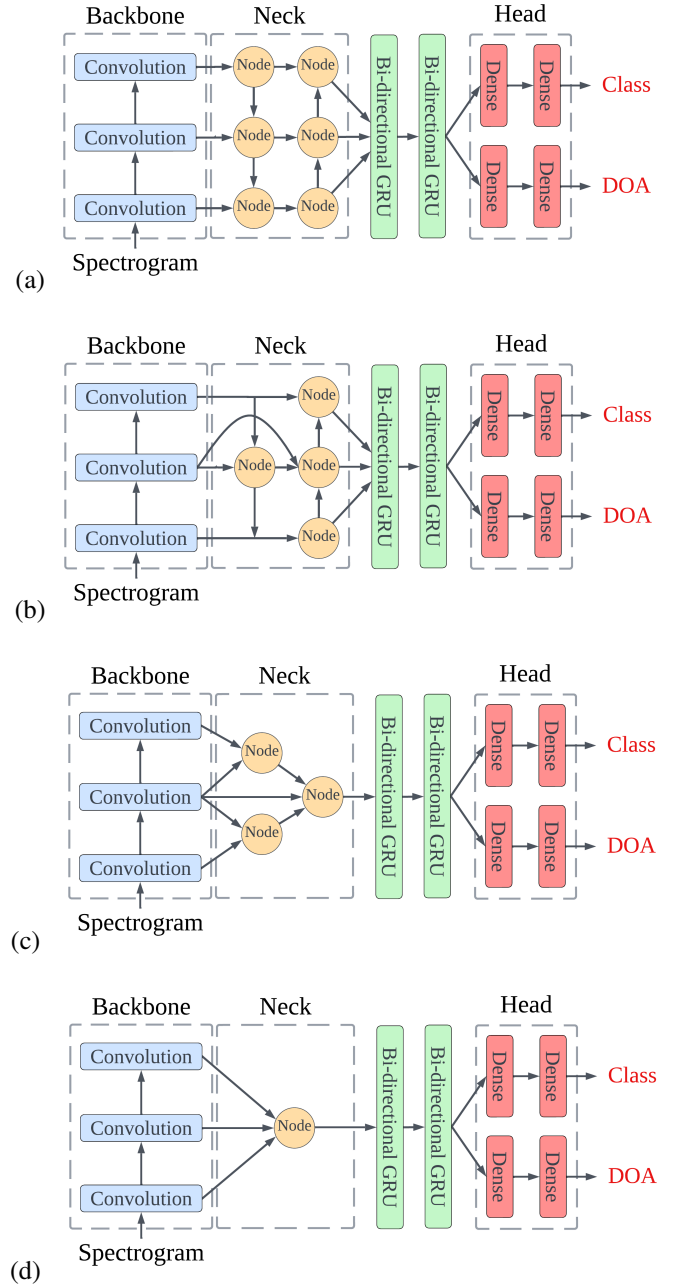 Backbone Neck Head
Convolution Node Node
Bi-directional GRU Bi-directional GRU
Dense Dense Class
Convolution Node Node
Dense Dense DOA
Convolution Node Node
Spectrogram
(a)
Backbone Neck Head
Convolution Node
Bi-directional GRU Bi-directional GRU
Dense Dense Class
Convolution Node Node
Dense Dense DOA
Convolution Node
Spectrogram
(b)
Backbone Neck Head
Convolution Node
Bi-directional GRU Bi-directional GRU
Dense Dense Class
Convolution Node
Node
Dense Dense DOA
Convolution
Spectrogram
(c)
Backbone Neck Head
Convolution
Bi-directional GRU Bi-directional GRU
Dense Dense Class
Convolution Node
Dense Dense DOA
Convolution
Spectrogram
(d)